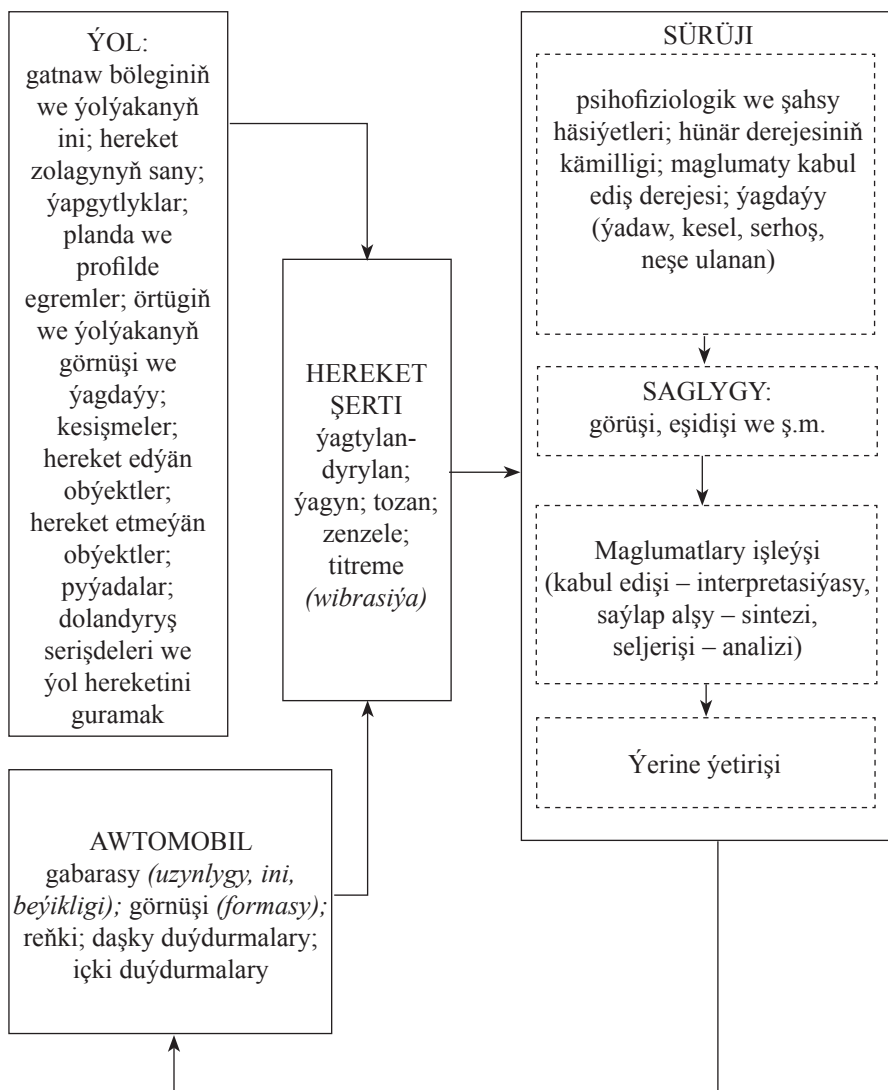 ÝOL:
gatnaw böleginiň
we ýolýakanyň
ini; hereket
zolagynyň sany;
ýapgytlyklar;
planda we
profilde
egremler; örtügiň
we ýolýakanyň
görnüşi we
ýagdaýy;
kesişmeler;
hereket edýän
obýektler;
hereket etmeýän
obýektler;
pyýadalar;
dolandyryş
serişdeleri we
ýol hereketini
guramak
AWTOMOBIL
gabarasy (uzynlygy, ini,
beýikligi); görnüşi (formasy);
reňki; daşky duýdurmalary;
içki duýdurmalary
HEREKET
ŞERTI
ýagtylan-
dyrylan;
ýagyn; tozan;
zenzele;
titreme
(wibrasiýa)
SÜRÜJI
psihofiziologik we şahsy
häsiýetleri; hünär derejesiniň
kämilligi; maglumaty kabul
ediş derejesi; ýagdaýy
(ýadaw, kesel, serhoş,
neşe ulanan)
SAGLYGY:
görüşi, eşidişi we ş.m.
Maglumatlary işleýşi
(kabul edişi – interpretasiýasy,
saýlap alşy – sintezi,
seljerişi – analizi)
Ýerine ýetirişi